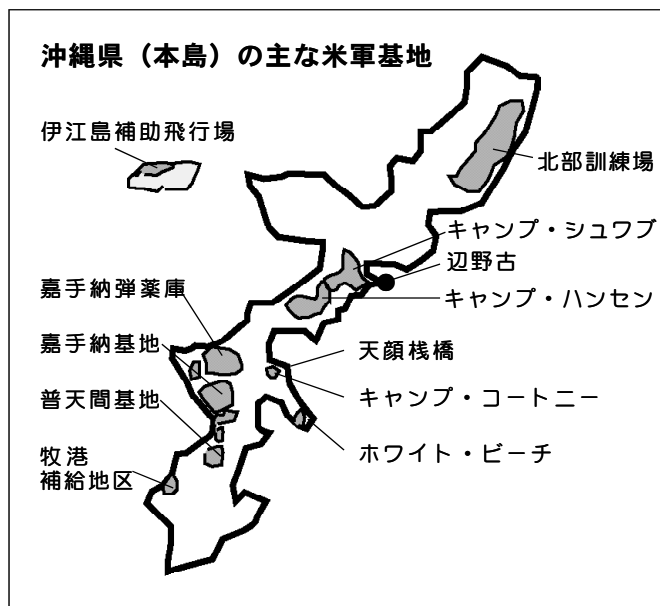 沖縄県（本島）の主な米軍基地
伊江島補助飛行場
北部訓練場
キャンプ・シュワブ
辺野古
キャンプ・ハンセン
嘉手納弾薬庫
嘉手納基地
普天間基地
牧港
補給地区
天顔桟橋
キャンプ・コートニー
ホワイト・ビーチ